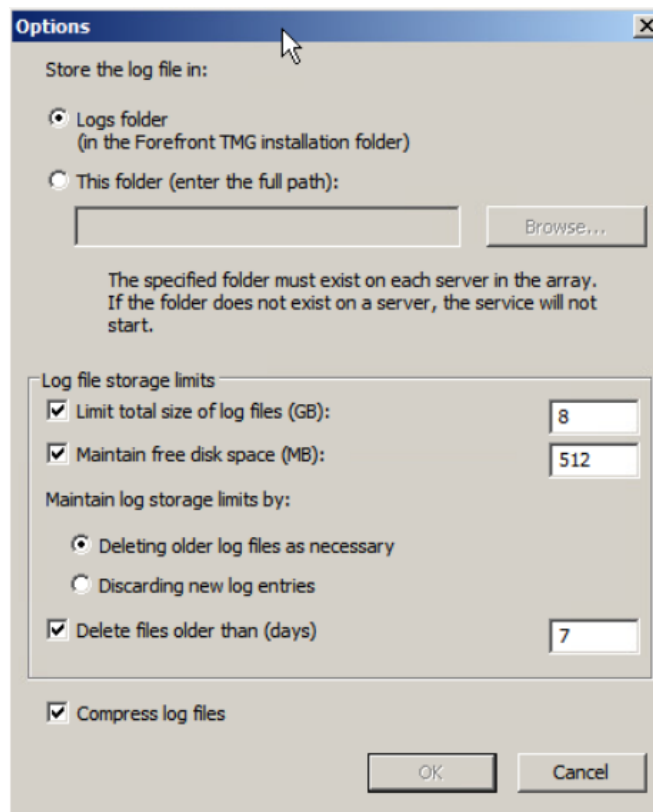 Options
Store the log file in:
Logs folder
(in the Forefront TMG installation folder)
This folder (enter the full path):
Browse...
The specified folder must exist on each server in the array.
If the folder does not exist on a server, the service will not
start.
Log file storage limits
Limit total size of log files (GB): 8
Maintain free disk space (MB): 512
Maintain log storage limits by:
Deleting older log files as necessary
Discarding new log entries
Delete files older than (days) 7
Compress log files
OK Cancel